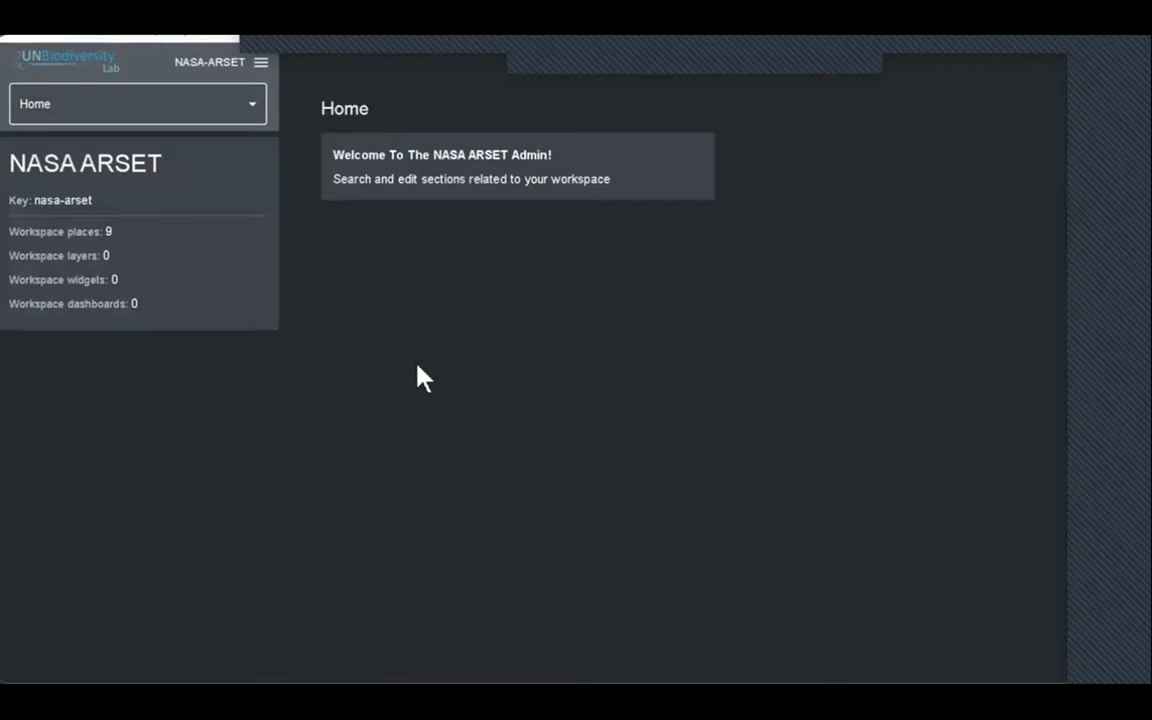 UNBiodiversity
Lab
NASA-ARSET
Home
NASA ARSET
Key: nasa-arset
Workspace places: 9
Workspace layers: 0
Workspace widgets: 0
Workspace dashboards: 0
Home
Welcome To The NASA ARSET Admin!
Search and edit sections related to your workspace